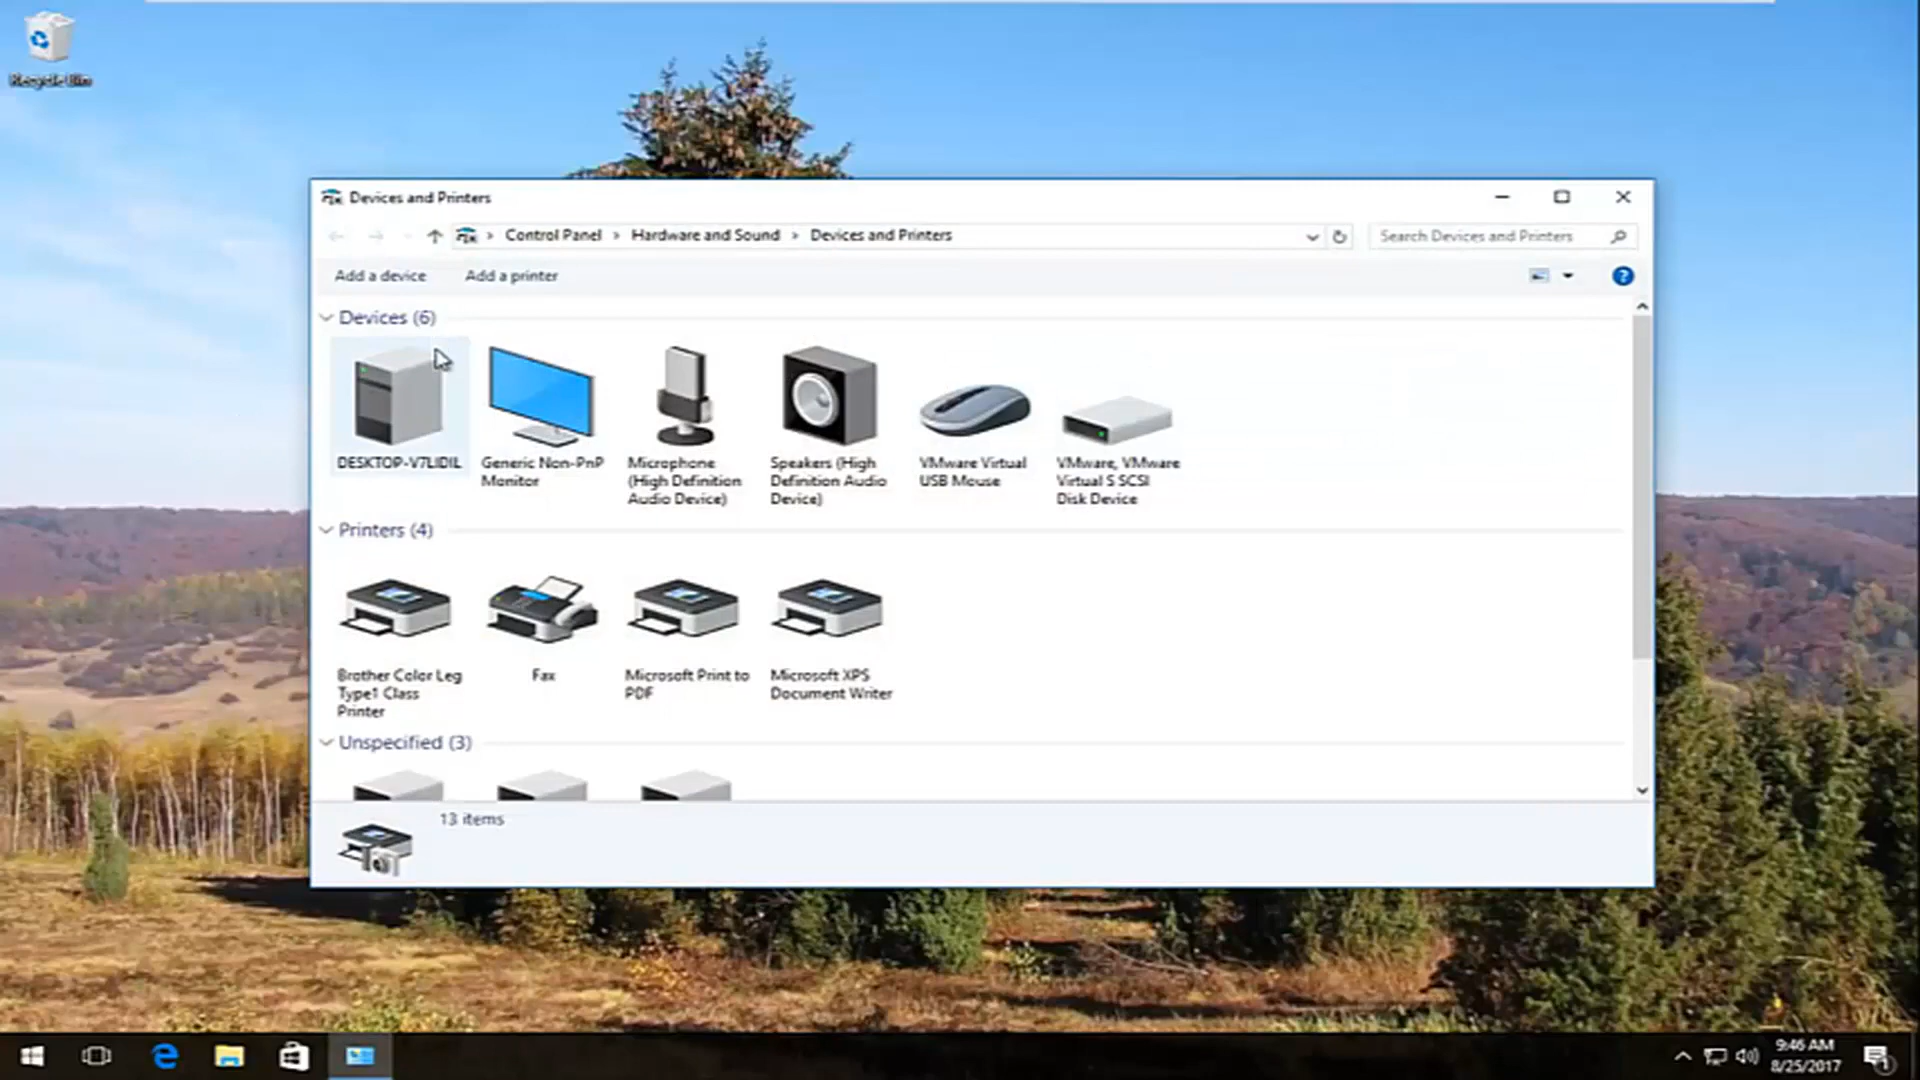 Recycle Bin
Devices and Printers
Control Panel > Hardware and Sound > Devices and Printers
Search Devices and Printers
Add a device
Add a printer
Devices (6)
DESKTOP-V7LIDIL
Generic Non-PnP
Monitor
Microphone
(High Definition
Audio Device)
Speakers (High
Definition Audio
Device)
VMware Virtual
USB Mouse
VMware, VMware
Virtual S SCSI
Disk Device
Printers (4)
Brother Color Leg
Type1 Class
Printer
Fax
Microsoft Print to
PDF
Microsoft XPS
Document Writer
Unspecified (3)
13 items
9:46 AM
8/25/2017
1